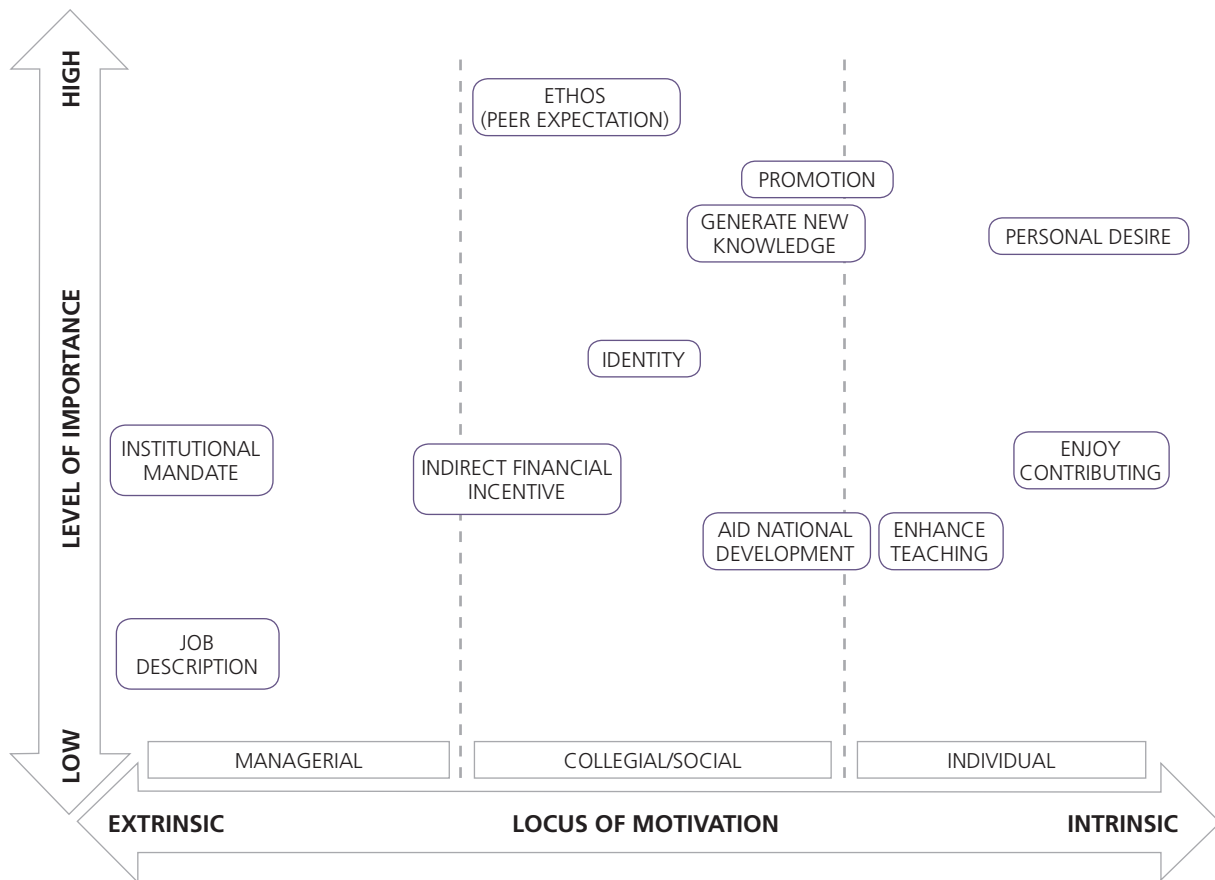 HIGH
ETHOS
(PEER EXPECTATION)
PROMOTION
GENERATE NEW
KNOWLEDGE
PERSONAL DESIRE
LEVEL OF IMPORTANCE
IDENTITY
INSTITUTIONAL
MANDATE
INDIRECT FINANCIAL
INCENTIVE
ENJOY
CONTRIBUTING
AID NATIONAL
DEVELOPMENT
ENHANCE
TEACHING
JOB
DESCRIPTION
LOW
MANAGERIAL
COLLEGIAL/SOCIAL
INDIVIDUAL
EXTRINSIC
LOCUS OF MOTIVATION
INTRINSIC